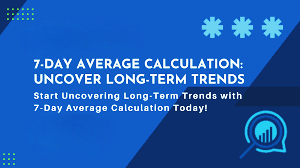 7-DAY AVERAGE CALCULATION:
UNCOVER LONG-TERM TRENDS
Start Uncovering Long-Term Trends with
7-Day Average Calculation Today!